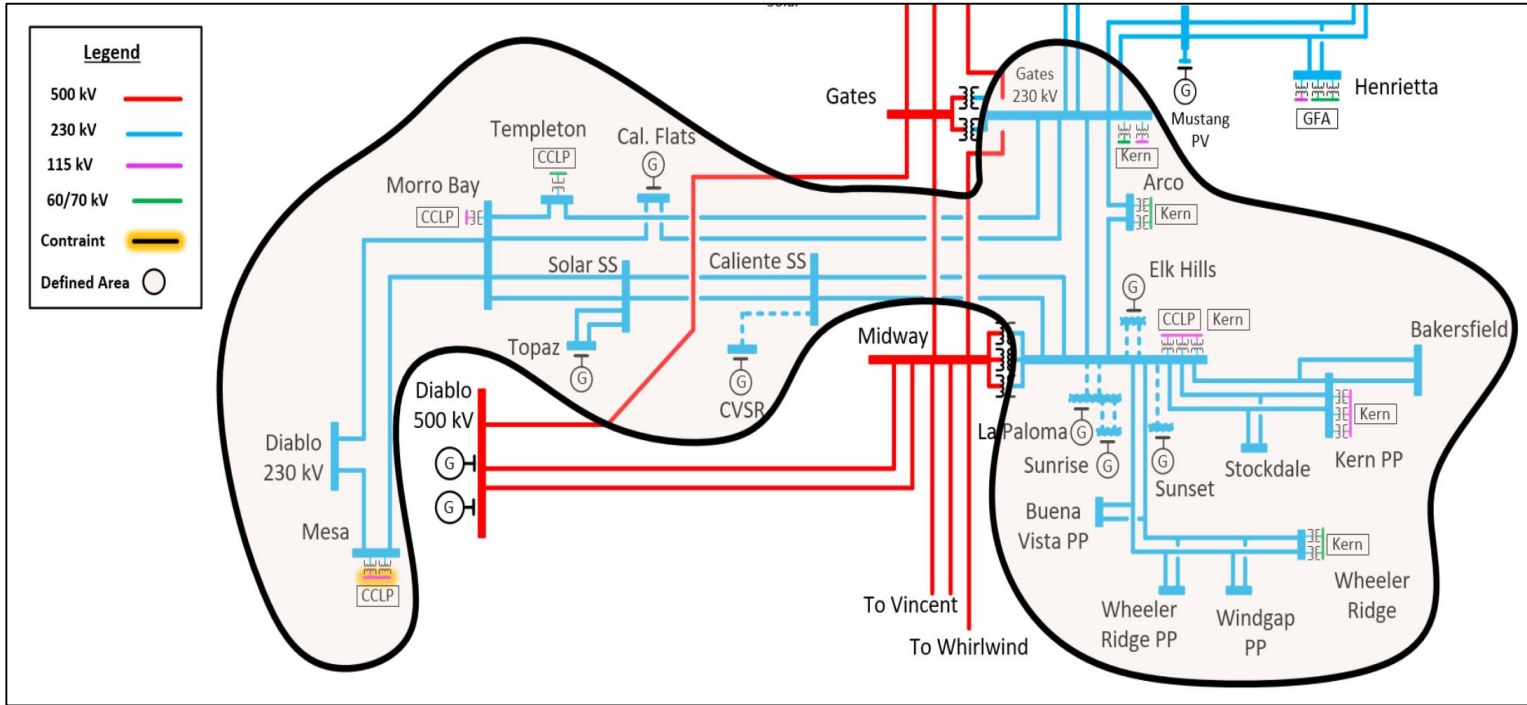 Legend
500 kV
230 kV
115 kV
60/70 kV
Contraint
Defined Area
Gates
Gates
230 kV
G
Mustang
PV
Henrietta
GFA
Kern
Templeton
CCLP
Cal. Flats
G
Morro Bay
CCLP
Arco
Kern
Solar SS
Caliente SS
Elk Hills
G
CCLP
Kern
Bakersfield
Topaz
G
Midway
CVSR
G
Diablo
500 kV
G
G
Diablo
230 kV
La Paloma
G
Sunrise
G
Sunset
G
Stockdale
Kern PP
Kern
Mesa
CCLP
Buena
Vista PP
Kern
Wheeler
Ridge
Wheeler
Ridge PP
Windgap
PP
To Vincent
To Whirlwind